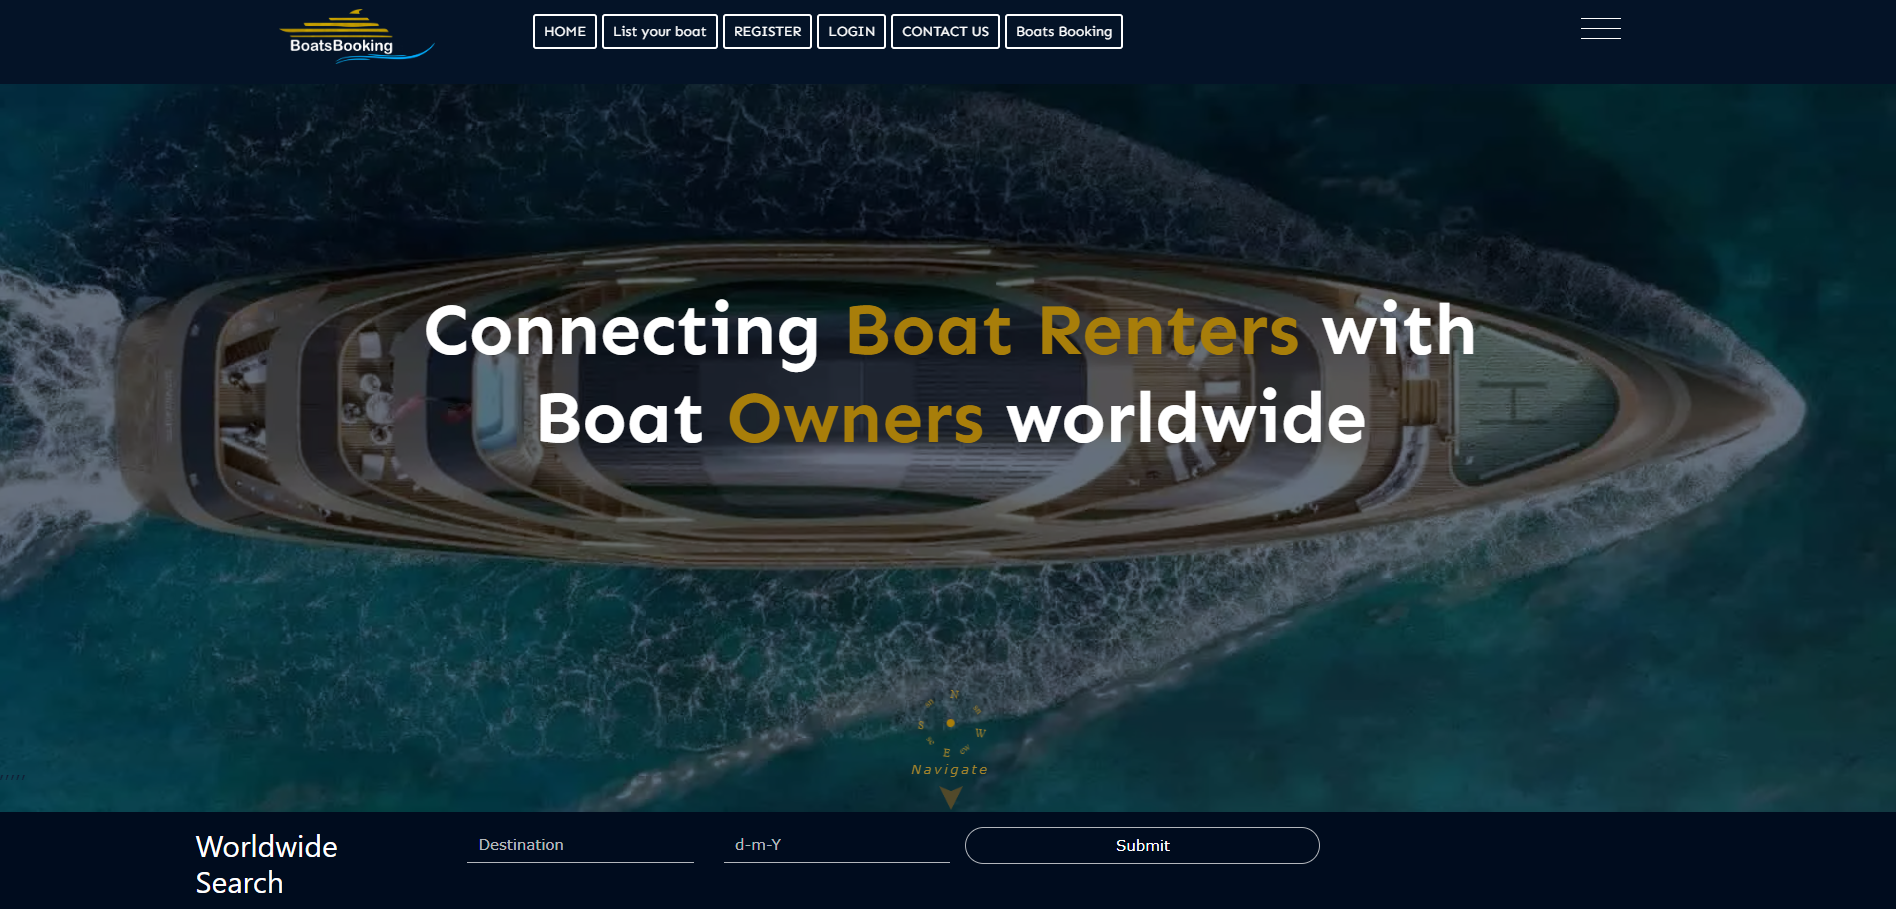 BoatsBooking
HOME
List your boat
REGISTER
LOGIN
CONTACT US
Boats Booking
Connecting Boat Renters with
Boat Owners worldwide
H
N
W
E
S
Navigate
Worldwide
Search
Destination
d-m-Y
Submit